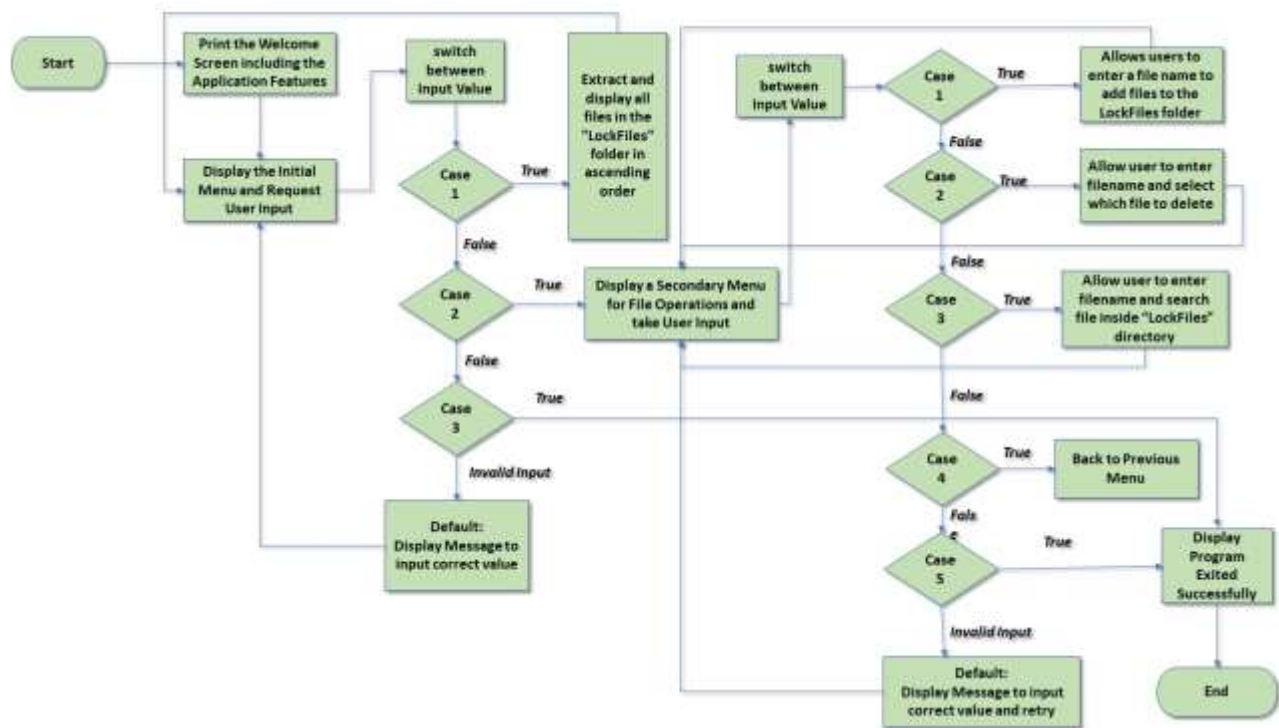 Start
Print the Welcome
Screen including the
Application Features
Display the Initial
Menu and Request
User Input
switch
between
Input Value
Case
1
True
Extract and
display all
files in the
"LockFiles"
folder in
ascending
order
False
Case
2
True
Display a Secondary Menu
for File Operations and
take User Input
False
Case
3
True
Invalid Input
Default:
Display Message to
input correct value
switch
between
Input Value
Case
1
True
Allows users to
enter a file name to
add files to the
LockFiles folder
False
Case
2
True
Allow user to enter
filename and select
which file to delete
False
Case
3
True
Allow user to enter
filename and search
file inside "LockFiles"
directory
False
Case
4
True
Back to Previous
Menu
Fals
e
Case
5
True
Display
Program
Exited
Successfully
Invalid Input
Default:
Display Message to input
correct value and retry
End